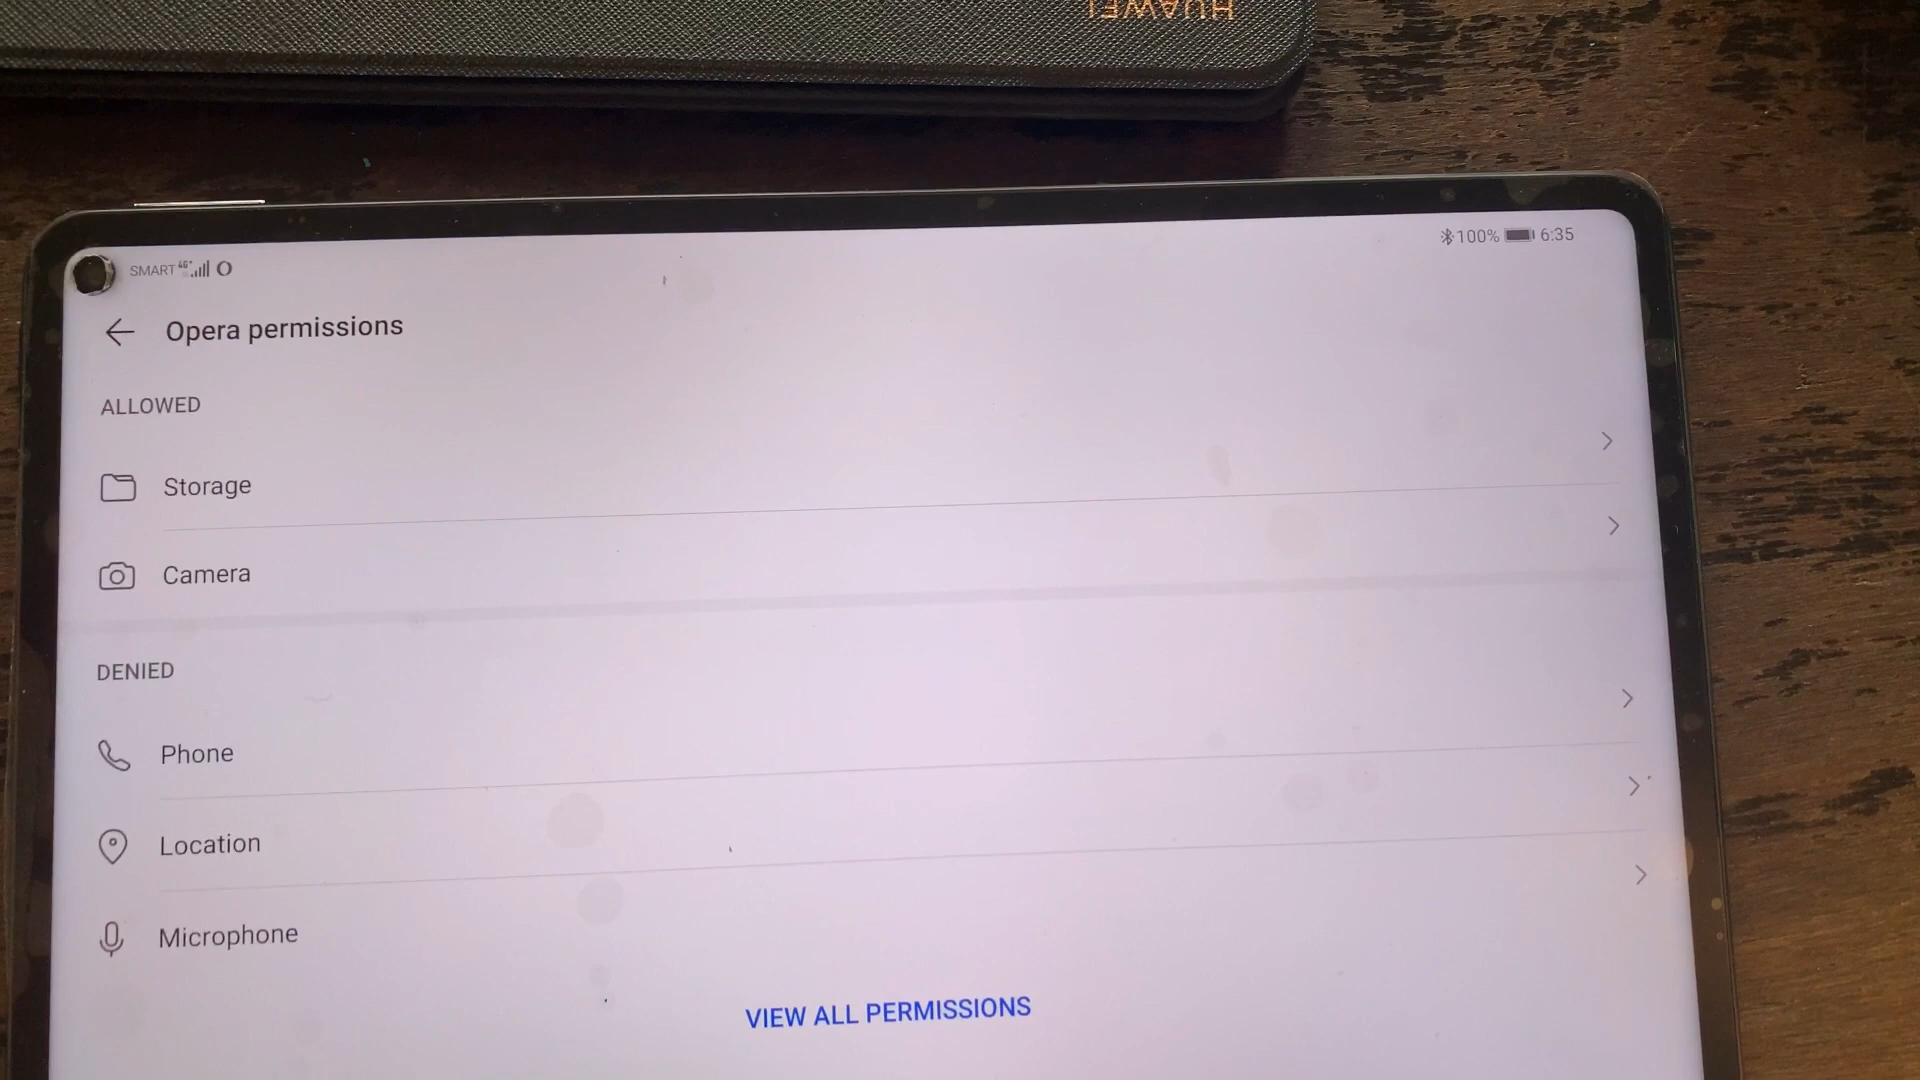 HUAWEI
SMART 4G+
100% 6:35
Opera permissions
ALLOWED
Storage
Camera
DENIED
Phone
Location
Microphone
VIEW ALL PERMISSIONS